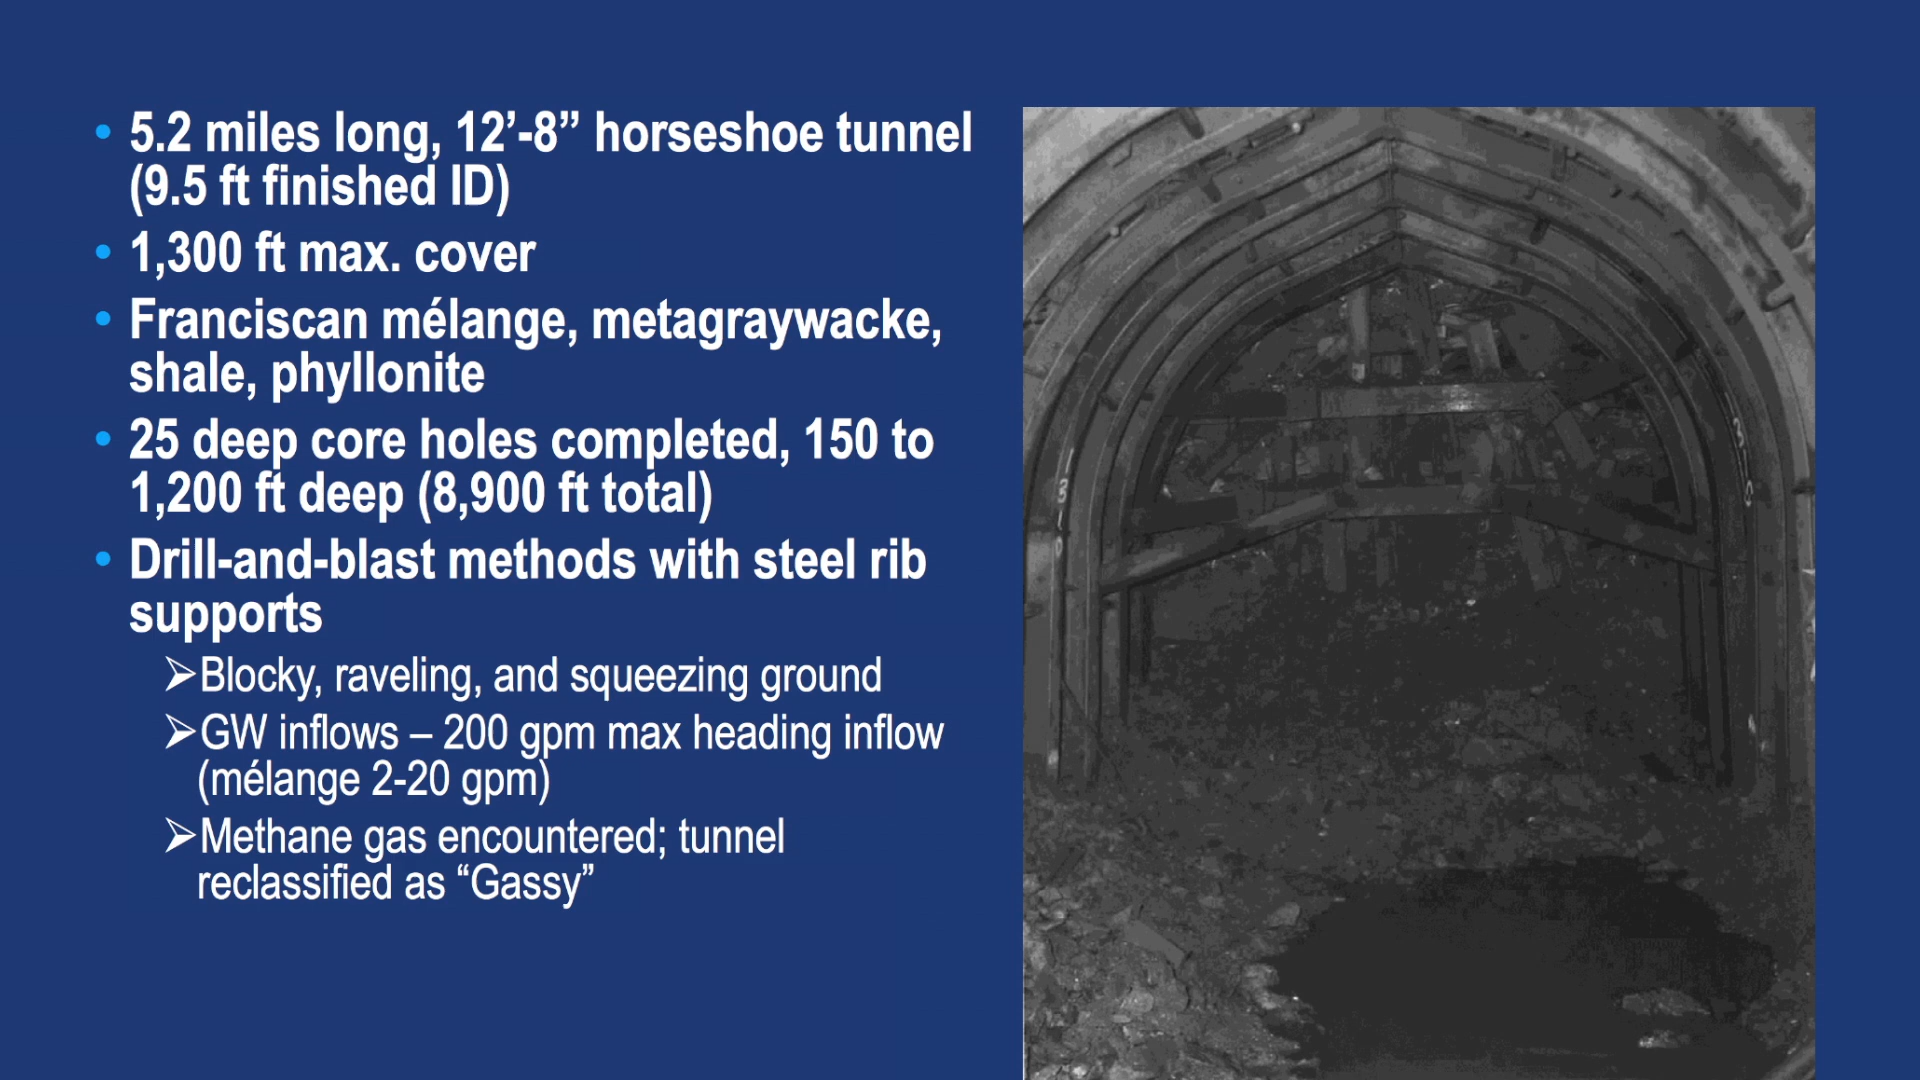 • 5.2 miles long, 12’-8” horseshoe tunnel
(9.5 ft finished ID)
• 1,300 ft max. cover
• Franciscan mélange, metagraywacke,
shale, phyllonite
• 25 deep core holes completed, 150 to
1,200 ft deep (8,900 ft total)
• Drill-and-blast methods with steel rib
supports
➢Blocky, raveling, and squeezing ground
➢GW inflows – 200 gpm max heading inflow
(mélange 2-20 gpm)
➢Methane gas encountered; tunnel
reclassified as “Gassy”